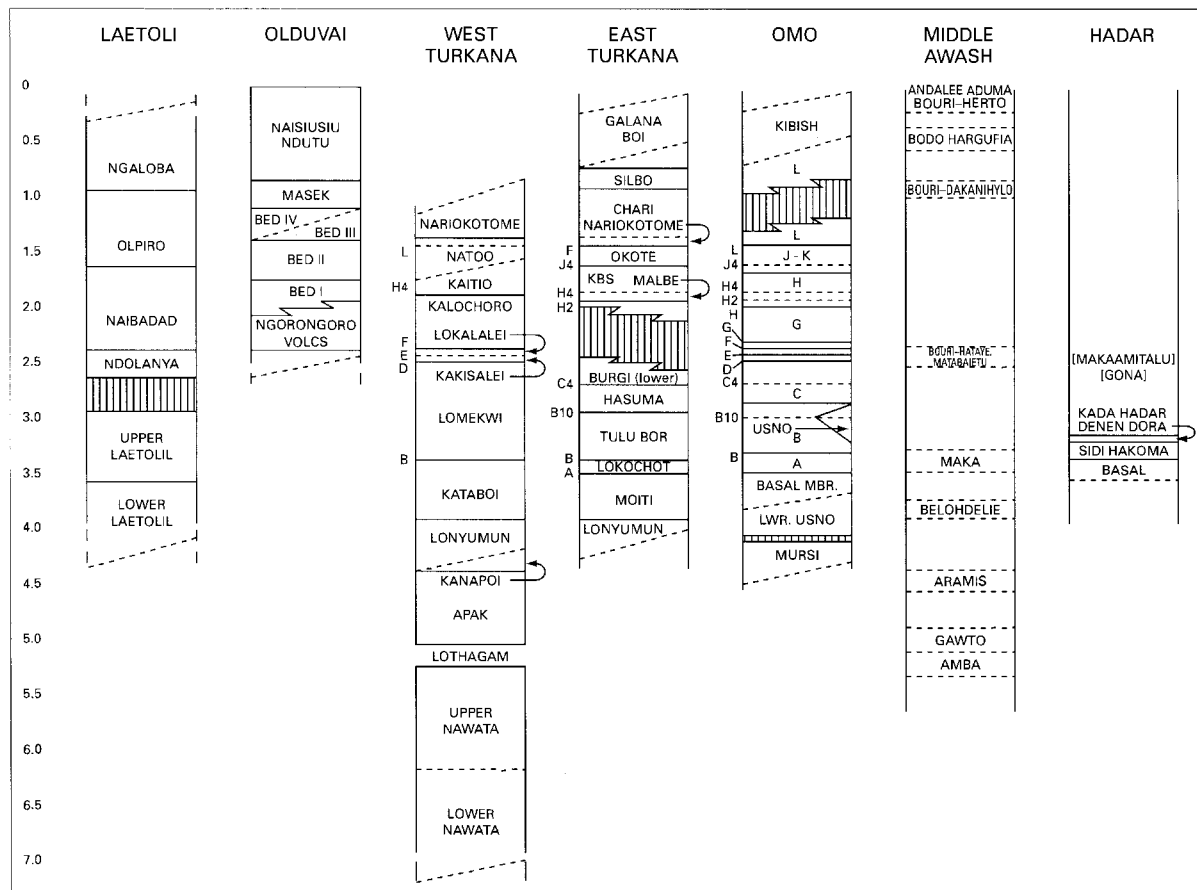 LAETOLI
OLDUVAI
WEST
TURKANA
EAST
TURKANA
OMO
MIDDLE
AWASH
HADAR
0
0.5
1.0
1.5
2.0
2.5
3.0
3.5
4.0
4.5
5.0
5.5
6.0
6.5
7.0
NGALOBA
OLPIRO
NAIBADAD
NDOLANYA
UPPER
LAETOLIL
LOWER
LAETOLIL
NAISIUSIU
NDUTU
MASEK
BED IV
BED III
BED II
BED I
NGORONGORO
VOLCS
NARIOKOTOME
L
NATOO
H4
KAITIO
KALOCHORO
LOKALALEI
F
E
D
KAKISALEI
LOMEKWI
B
KATABOI
LONYUMUN
KANAPOI
APAK
LOTHAGAM
UPPER
NAWATA
LOWER
NAWATA
GALANA
BOI
SILBO
CHARI
NARIOKOTOME
F
OKOTE
J4
KBS MALBE
H4
H2
BURGI (lower)
C4
HASUMA
B10
TULU BOR
B
LOKOCHOT
A
MOITI
LONYUMUN
KIBISH
L
L
L
J - K
J4
H
H4
H2
H
G
G
F
E
D
C4
C
B10
USNO
B
B
A
BASAL MBR.
LWR. USNO
MURSI
ANDALEE ADUMA
BOURI–HERTO
BODO HARGUFIA
BOURI–DAKANIHYLO
BOURI–HATAYE,
MATABAIETU
MAKA
BELOHDELIE
ARAMIS
GAWTO
AMBA
[MAKAAMITALU]
[GONA]
KADA HADAR
DENEN DORA
SIDI HAKOMA
BASAL